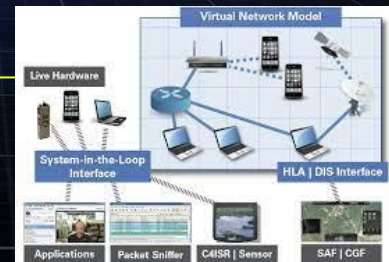 Virtual Network Model
Live Hardware
System-in-the-Loop
Interface
HLA | DIS Interface
Applications
Packet Sniffer
C4ISR | Sensor
SAF | CGF